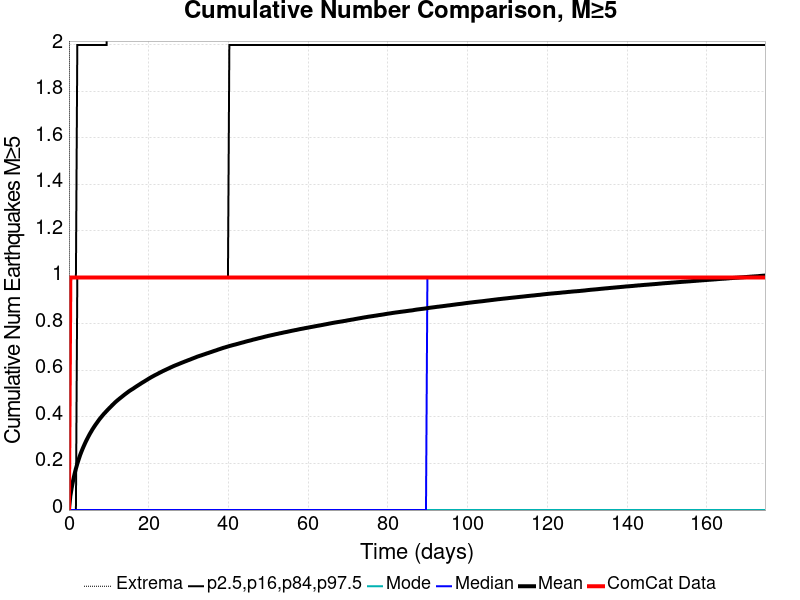 Cumulative Number Comparison, M≥5
Cumulative Num Earthquakes M≥5
2
1.8
1.6
1.4
1.2
1
0.8
0.6
0.4
0.2
0
0 20 40 60 80 100 120 140 160
Time (days)
Extrema p2.5,p16,p84,p97.5 Mode Median Mean ComCat Data